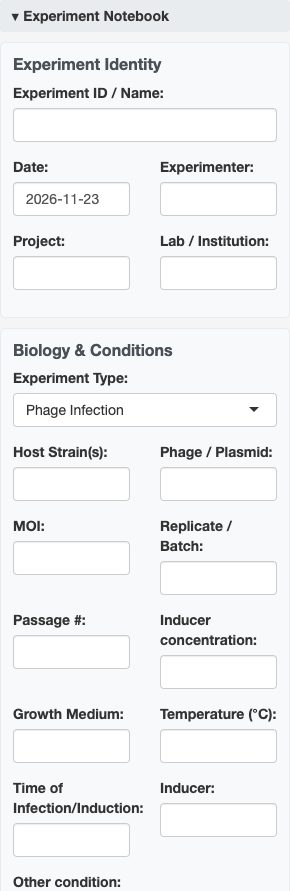 ▾ Experiment Notebook
Experiment Identity
Experiment ID / Name:
Date: Experimenter:
2026-11-23
Project: Lab / Institution:
Biology & Conditions
Experiment Type:
Phage Infection
Host Strain(s): Phage / Plasmid:
MOI: Replicate /
Batch:
Passage #: Inducer
concentration:
Growth Medium: Temperature (°C):
Time of Inducer:
Infection/Induction:
Other condition: